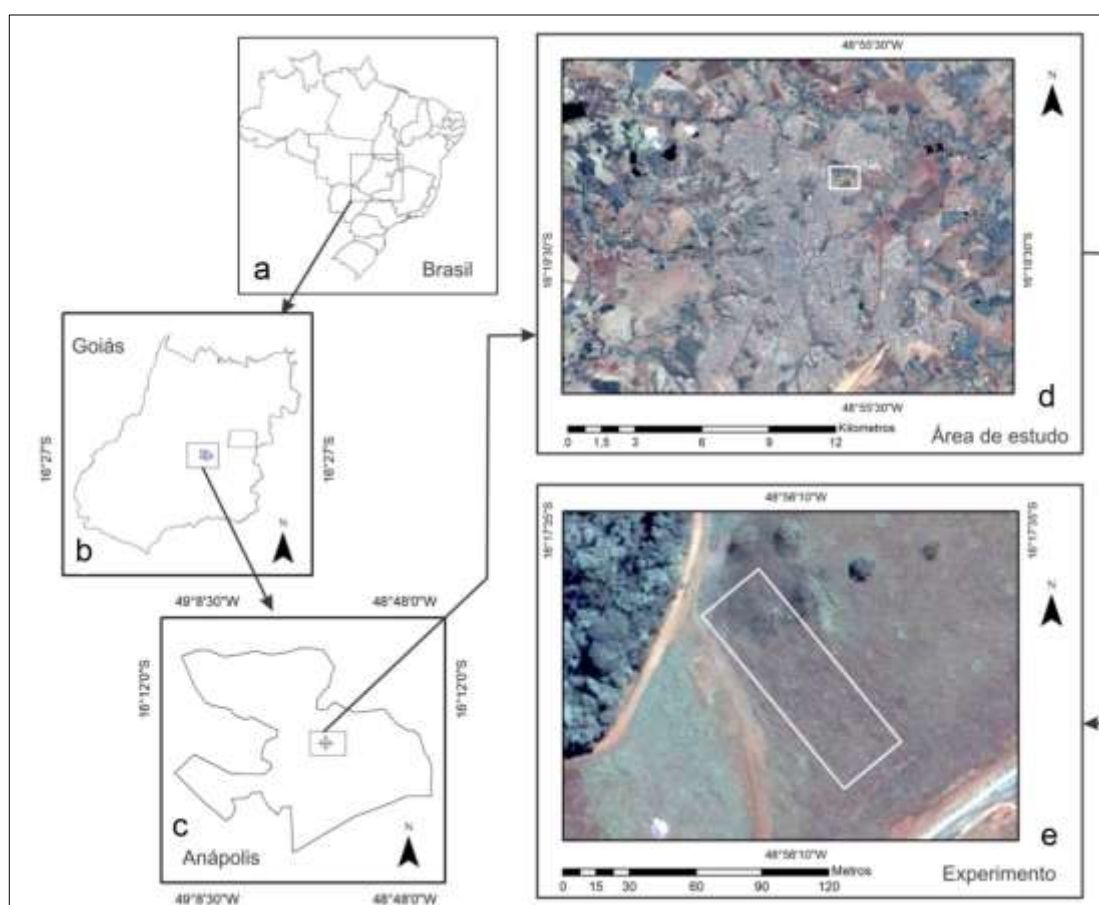 Brasil
a
Goiás
16°27'S
16°27'S
b
N
49°8'30"W
48°48'0"W
16°12'0"S
16°12'0"S
c
Anápolis
N
49°8'30"W
48°48'0"W
48°55'30"W
N
16°19'30"S
16°19'30"S
48°55'30"W
d
0 1,5 3 6 9 12
Kilometros
Área de estudo
48°56'10"W
16°17'35"S
16°17'35"S
N
e
48°56'10"W
0 15 30 60 90 120
Metros
Experimento